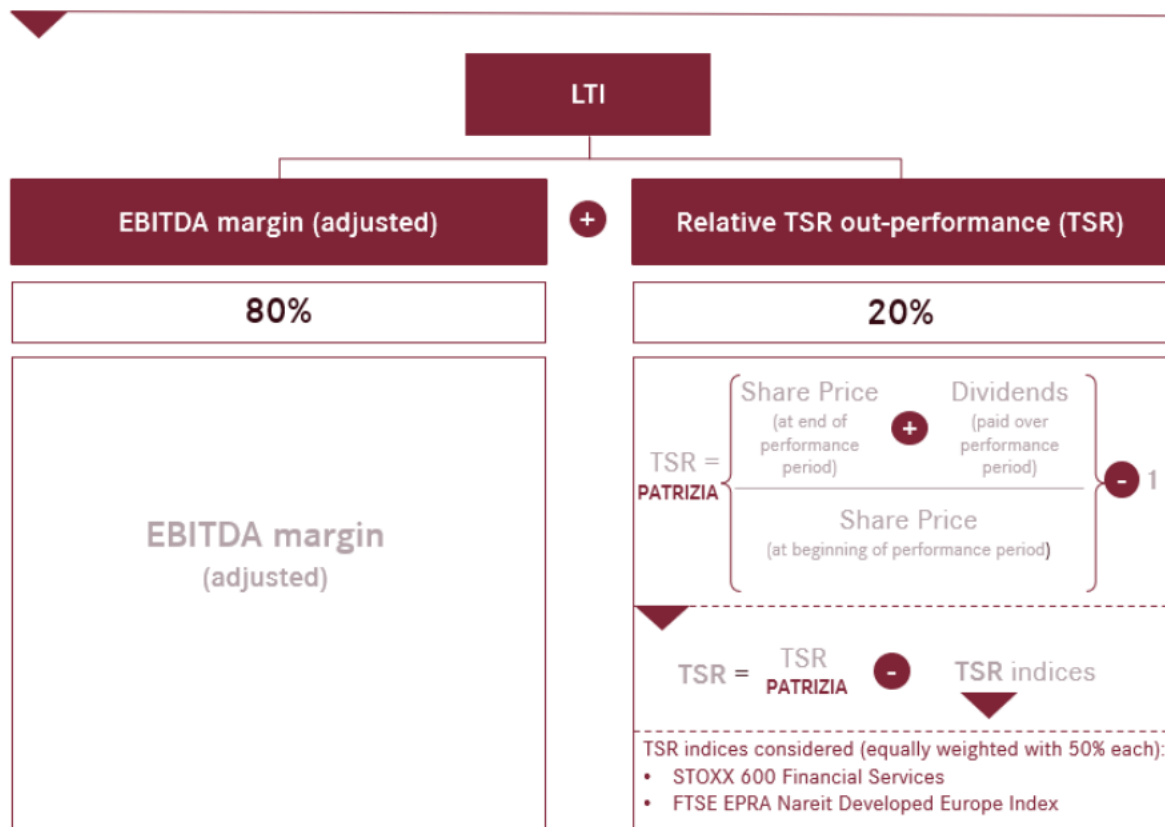 LTI
EBITDA margin (adjusted)
+
Relative TSR out-performance (TSR)
80%
20%
EBITDA margin
(adjusted)
TSR =
PATRIZIA
Share Price
(at end of
performance
period)
+
Dividends
(paid over
performance
period)
Share Price
(at beginning of performance period)
- 1
TSR =
TSR
PATRIZIA
-
TSR indices
TSR indices considered (equally weighted with 50% each):
• STOXX 600 Financial Services
• FTSE EPRA Nareit Developed Europe Index